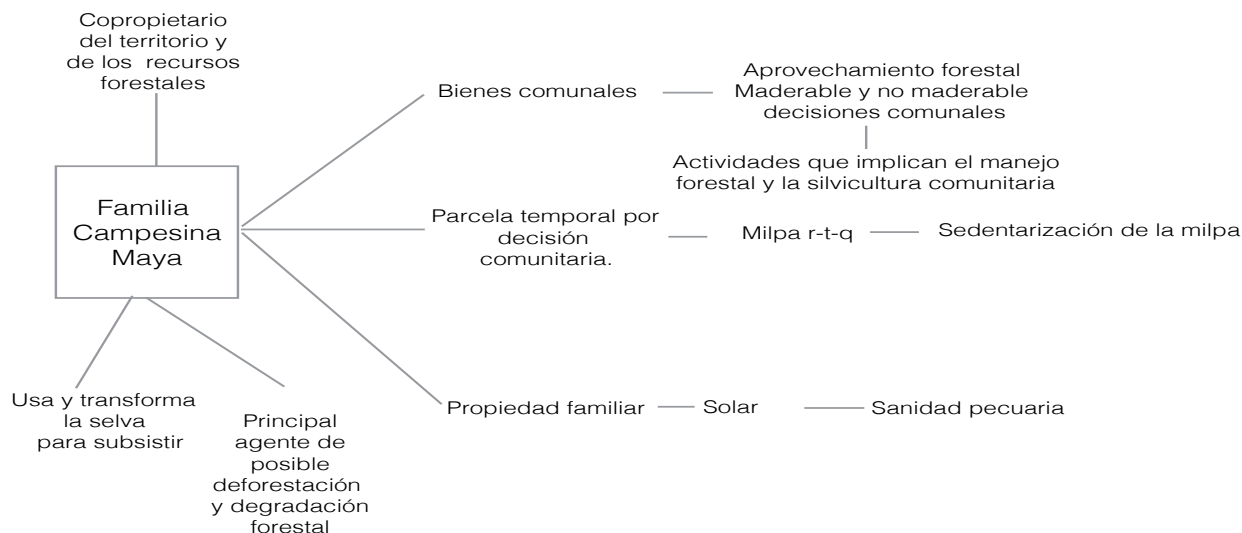 Copropietario
del territorio y
de los recursos
forestales
Familia
Campesina
Maya
Usa y transforma
la selva
para subsistir
Principal
agente de
posible
deforestación
y degradación
forestal
Bienes comunales
Aprovechamiento forestal
Maderable y no maderable
decisiones comunales
Actividades que implican el manejo
forestal y la silvicultura comunitaria
Parcela temporal por
decisión
comunitaria.
Milpa r-t-q
Sedentarización de la milpa
Propiedad familiar
Solar
Sanidad pecuaria